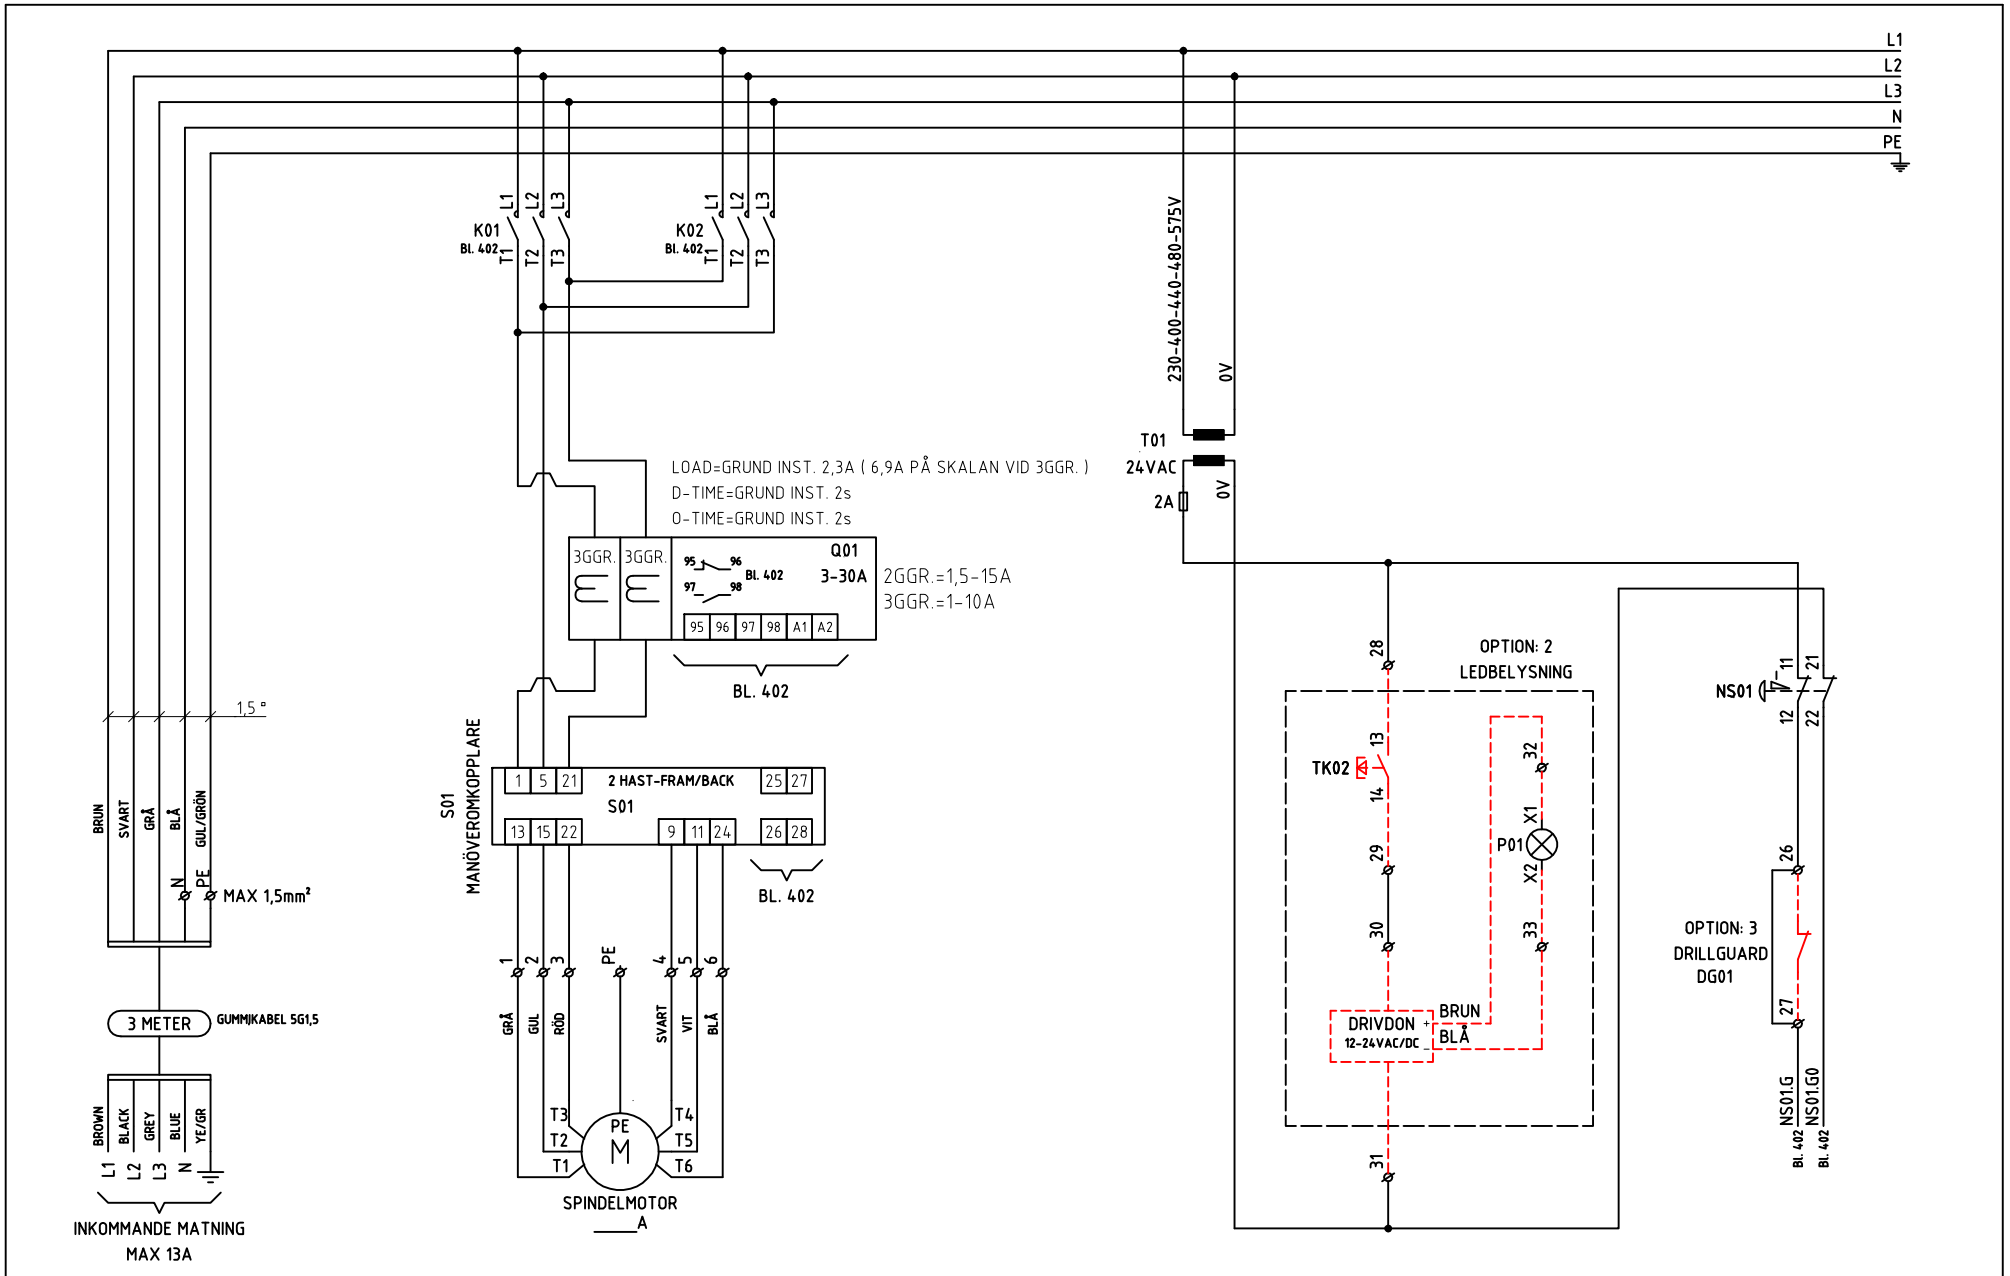 L1
L2
L3
N
PE
K01
Bl. 402
L1
L2
L3
T1
T2
T3
K02
Bl. 402
L1
L2
L3
T1
T2
T3
230-400-440-480-575V
0V
T01
24VAC
2A
0V
LOAD=GRUND INST. 2,3A ( 6,9A PÅ SKALAN VID 3GGR. )
D-TIME=GRUND INST. 2s
O-TIME=GRUND INST. 2s
3GGR.
3GGR.
95
96
Bl. 402
97
98
Q01
3-30A
95 96 97 98 A1 A2
2GGR.=1,5-15A
3GGR.=1-10A
BL. 402
1,5
BRUN
SVART
GRÅ
BLÅ
GUL/GRÖN
N
PE
MAX 1,5mm²
3 METER
GUMMIKABEL 5G1,5
BROWN
BLACK
GREY
BLUE
YE/GR
L1
L2
L3
N
INKOMMANDE MATNING
MAX 13A
S01
MANÖVEROMKOPPLARE
1 5 21
2 HAST-FRAM/BACK
25 27
S01
13 15 22
9 11 24
26 28
BL. 402
1
2
3
PE
4
5
6
GRÅ
GUL
RÖD
SVART
VIT
BLÅ
T3
T2
T1
PE
M
T4
T5
T6
SPINDELMOTOR
A
OPTION: 2
LEDBELYSNING
28
TK02
13
14
29
30
32
X1
P01
X2
33
DRIVDON
12-24VAC/DC
+
-
BRUN
BLÅ
31
NS01
11
21
12
22
26
OPTION: 3
DRILLGUARD
DG01
27
NS01.G
NS01.G0
Bl. 402
Bl. 402